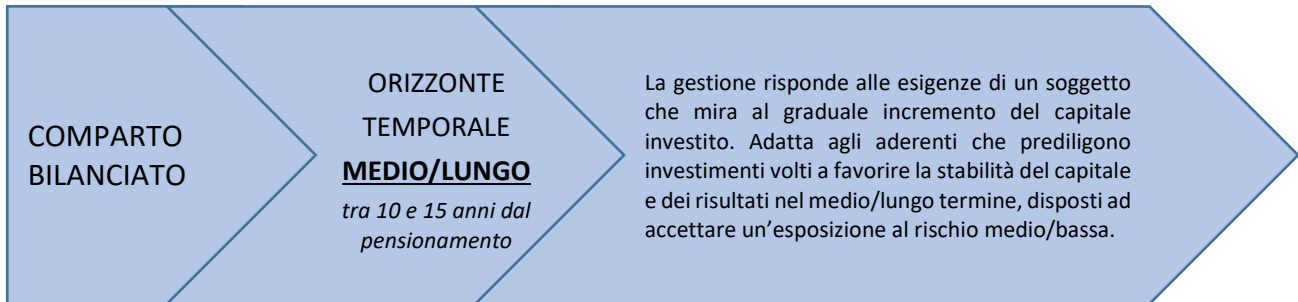 COMPARTO
BILANCIATO
ORIZZONTE
TEMPORALE
MEDIO/LUNGO
tra 10 e 15 anni dal
pensionamento
La gestione risponde alle esigenze di un soggetto
che mira al graduale incremento del capitale
investito. Adatta agli aderenti che prediligono
investimenti volti a favorire la stabilità del capitale
e dei risultati nel medio/lungo termine, disposti ad
accettare un’esposizione al rischio medio/bassa.